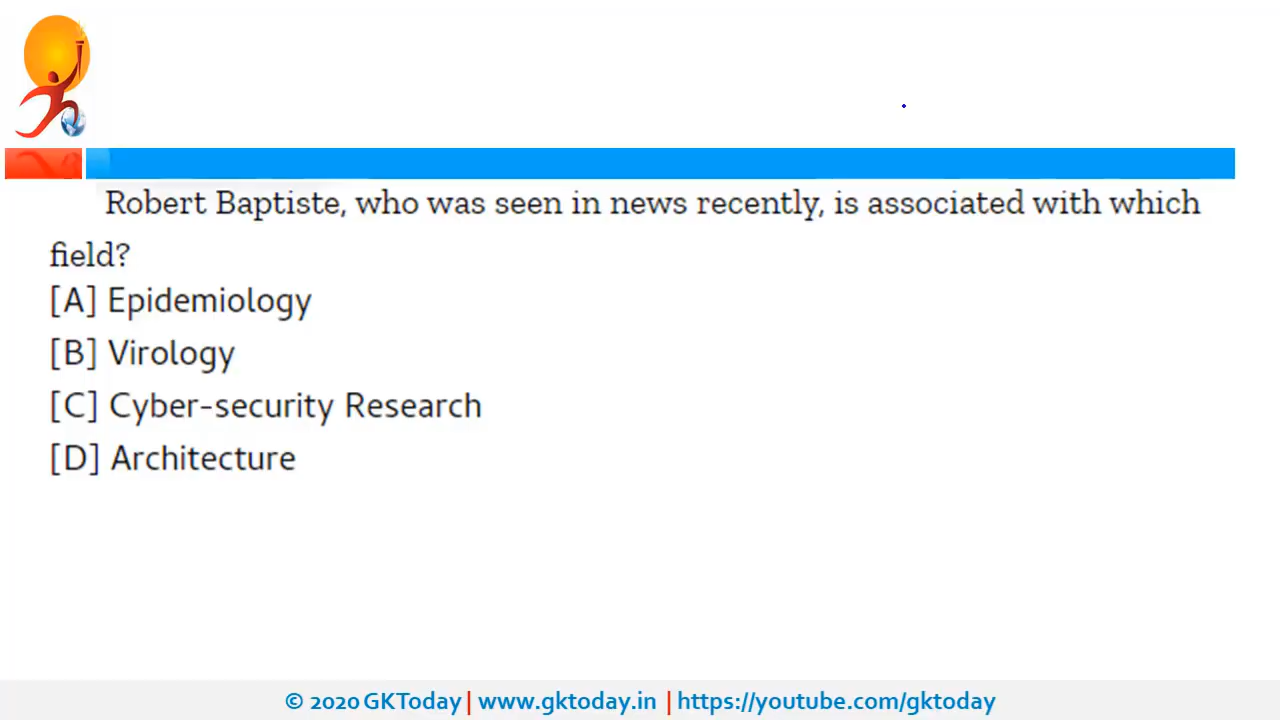 Robert Baptiste, who was seen in news recently, is associated with which
field?
[A] Epidemiology
[B] Virology
[C] Cyber-security Research
[D] Architecture
© 2020 GKToday | www.gktoday.in | https://youtube.com/gktoday